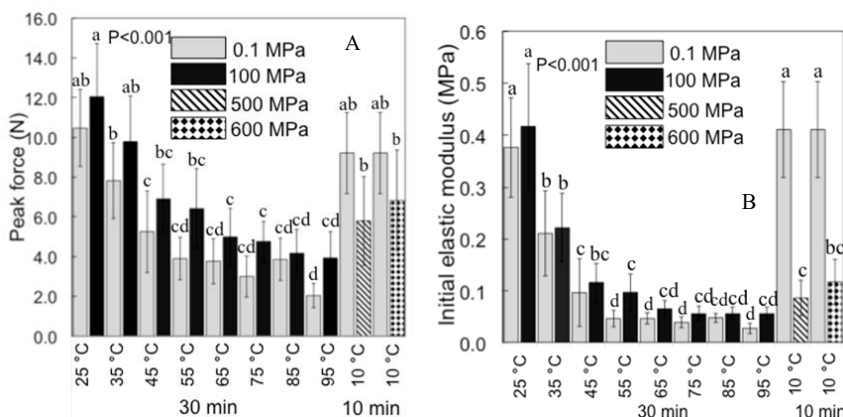 A
P<0.001
0.1 MPa
100 MPa
500 MPa
600 MPa
Peak force (N)
16.0
14.0
12.0
10.0
8.0
6.0
4.0
2.0
0.0
ab a b ab c bc cd bc cd c cd c cd cd d cd ab c ab b
25 °C 35 °C 45 °C 55 °C 65 °C 75 °C 85 °C 95 °C 10 °C 10 °C
30 min 10 min
B
P<0.001
0.1 MPa
100 MPa
500 MPa
600 MPa
Initial elastic modulus (MPa)
0.6
0.5
0.4
0.3
0.2
0.1
0.0
a a b b b bc d c d cd d cd cd cd d cd a c a bc
25 °C 35 °C 45 °C 55 °C 65 °C 75 °C 85 °C 95 °C 10 °C 10 °C
30 min 10 min